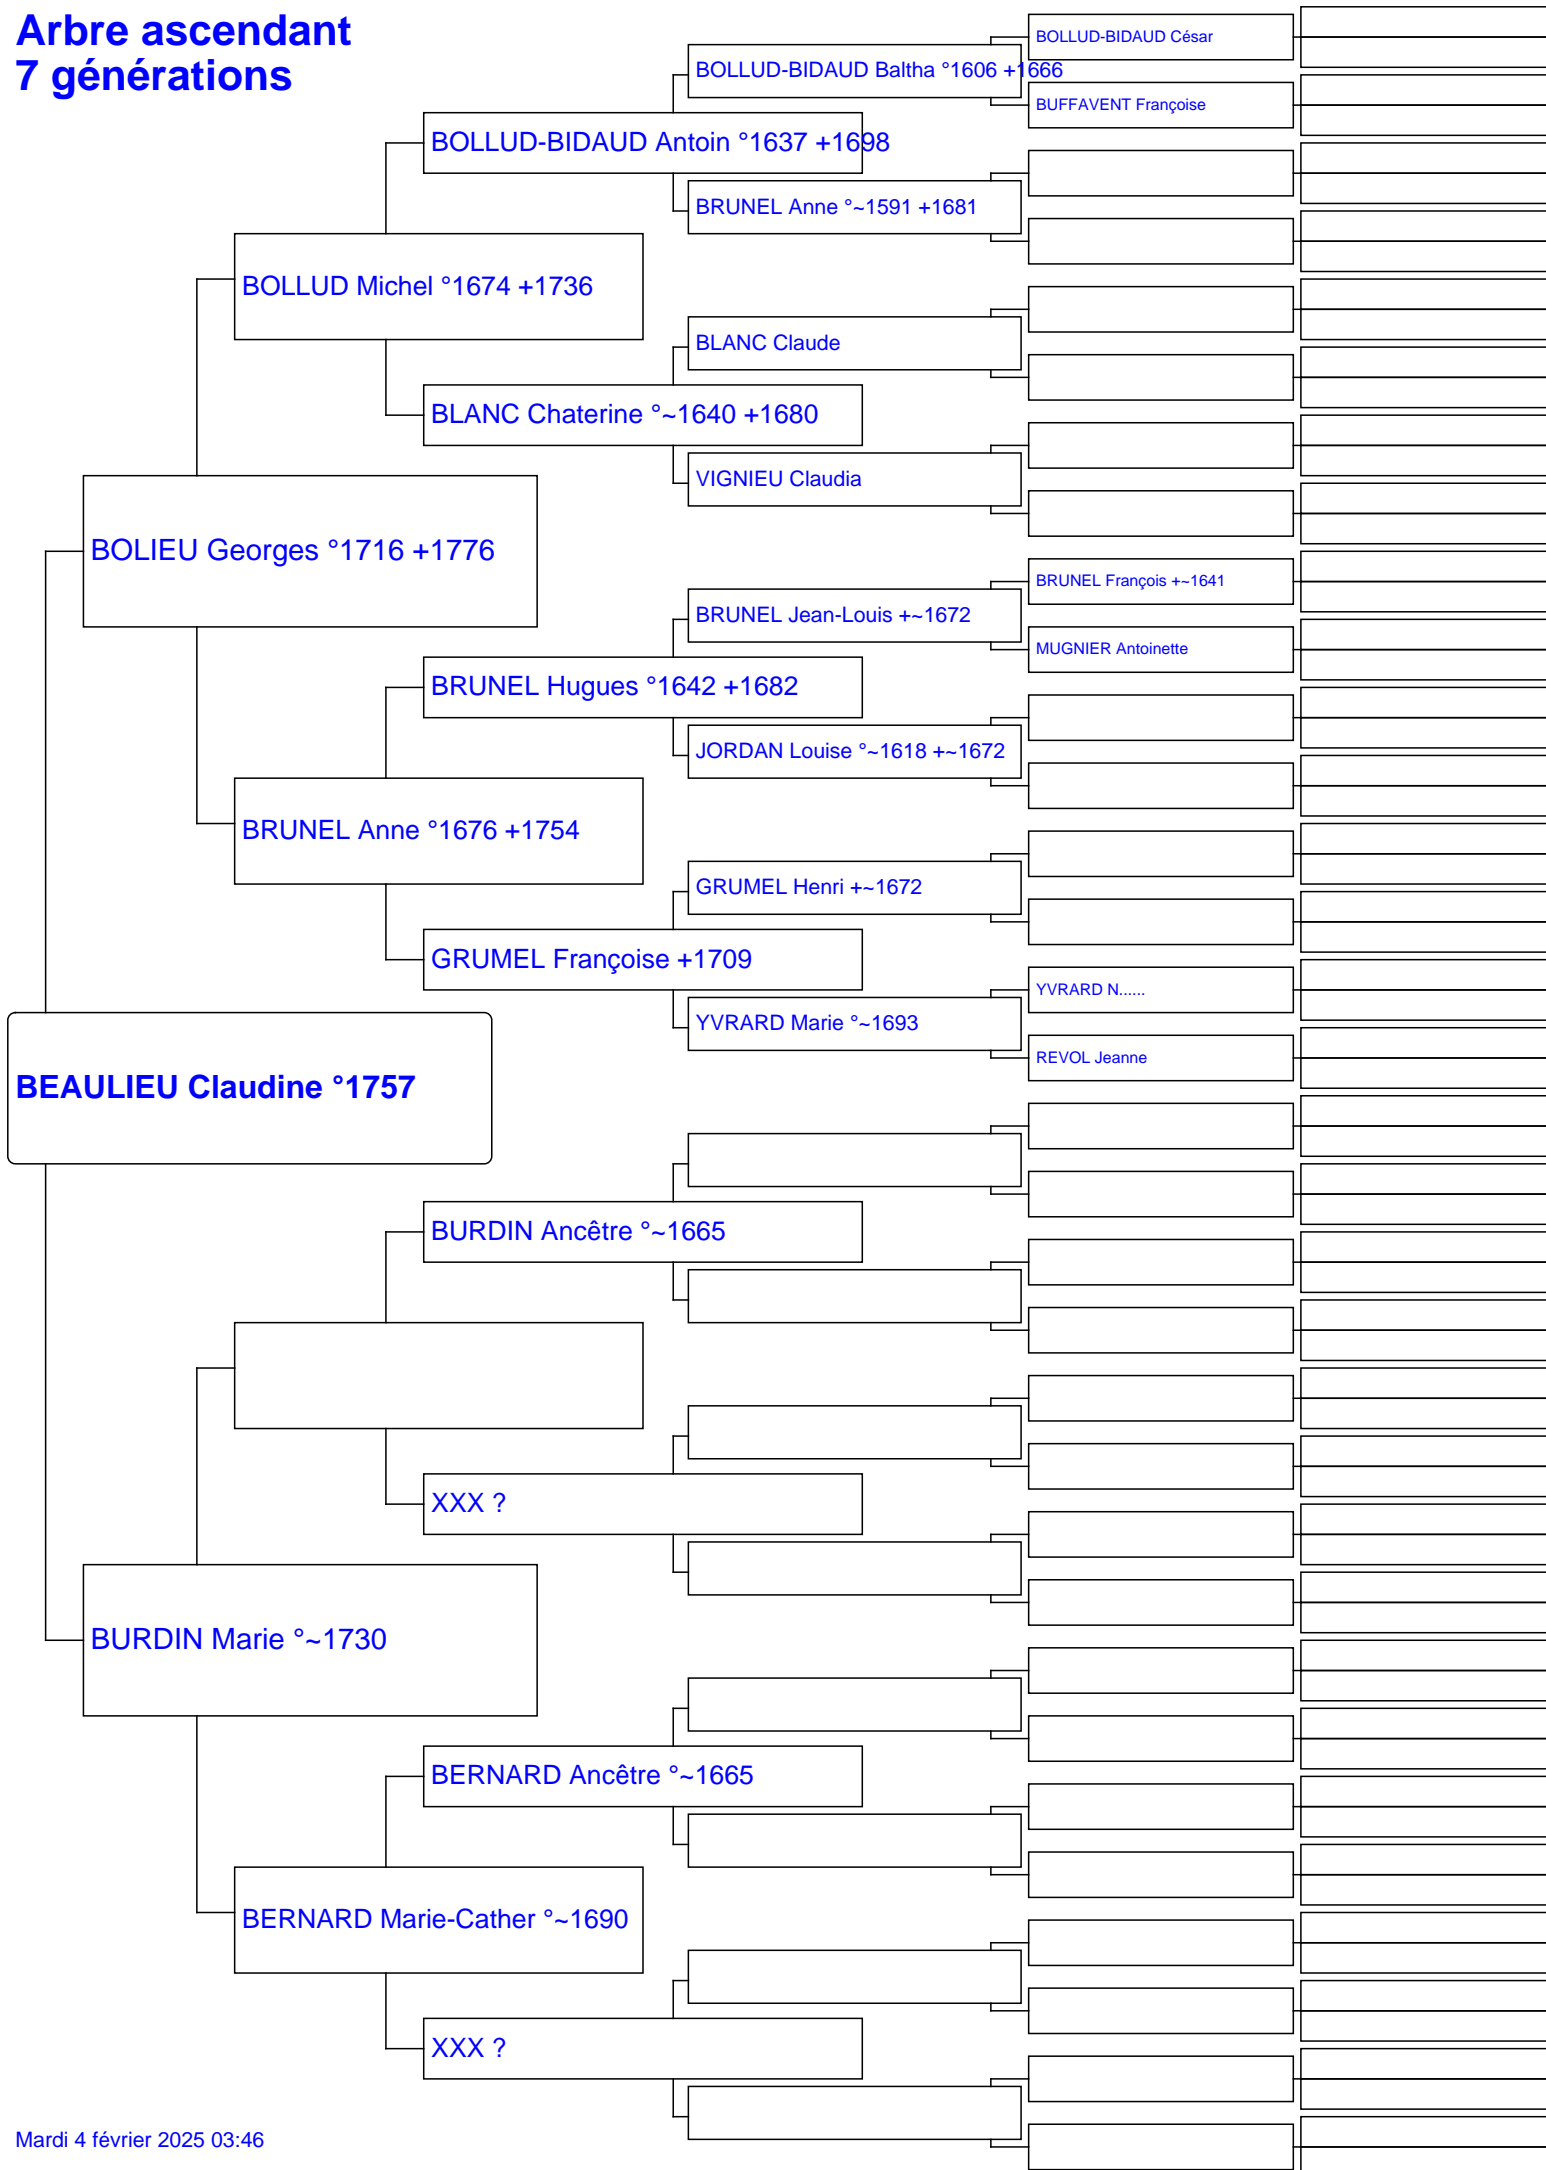 Arbre ascendant
7 générations
BOLLUD-BIDAUD César
BOLLUD-BIDAUD Baltha °1606 +1666
BUFFAVENT Françoise
BOLLUD-BIDAUD Antoin °1637 +1698
BRUNEL Anne °~1591 +1681
BOLLUD Michel °1674 +1736
BLANC Claude
BLANC Chaterine °~1640 +1680
VIGNIEU Claudia
BOLIEU Georges °1716 +1776
BRUNEL François +~1641
BRUNEL Jean-Louis +~1672
MUGNIER Antoinette
BRUNEL Hugues °1642 +1682
JORDAN Louise °~1618 +~1672
BRUNEL Anne °1676 +1754
GRUMEL Henri +~1672
GRUMEL Françoise +1709
YVRARD N......
YVRARD Marie °~1693
REVOL Jeanne
BEAULIEU Claudine °1757
BURDIN Ancêtre °~1665
XXX ?
BURDIN Marie °~1730
BERNARD Ancêtre °~1665
BERNARD Marie-Cather °~1690
XXX ?
Mardi 4 février 2025 03:46